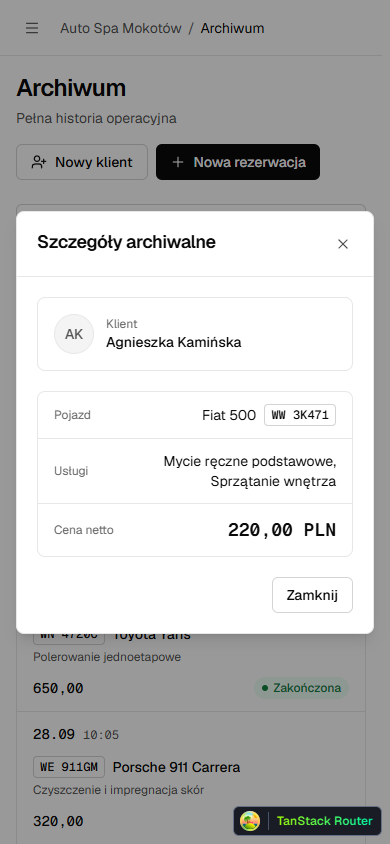 Auto Spa Mokotów / Archiwum
Archiwum
Pełna historia operacyjna
Nowy klient
Nowa rezerwacja
Szczegóły archiwalne
AK
Klient
Agnieszka Kamińska
Pojazd
Fiat 500 WW 3K471
Usługi
Mycie ręczne podstawowe,
Sprzątanie wnętrza
Cena netto
220,00 PLN
Zamknij
WN 4720C Toyota Yaris
Polerowanie jednoetapowe
650,00 Zakończona
28.09 10:05
WE 911GM Porsche 911 Carrera
Czyszczenie i impregnacja skór
320,00
TanStack Router